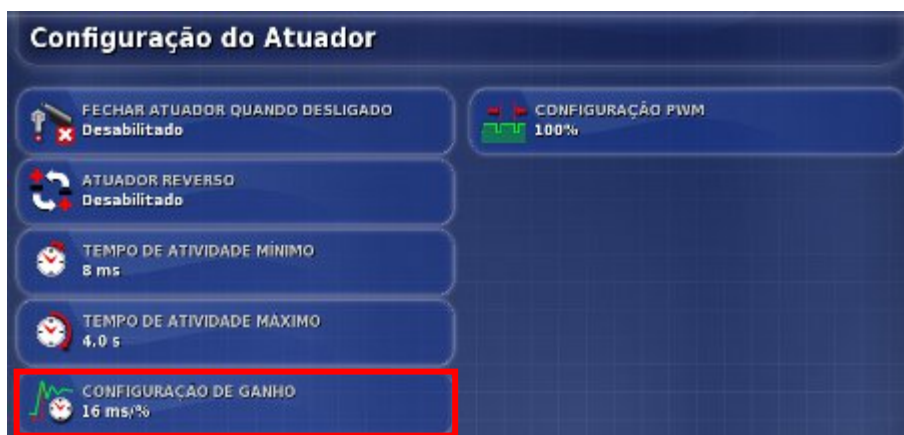 Configuração do Atuador
FECHAR ATUADOR QUANDO DESLIGADO
Desabilitado
ATUADOR REVERSO
Desabilitado
TEMPO DE ATIVIDADE MÍNIMO
8 ms
TEMPO DE ATIVIDADE MÁXIMO
4.0 s
CONFIGURAÇÃO DE GANHO
16 ms/%
CONFIGURAÇÃO PWM
100%